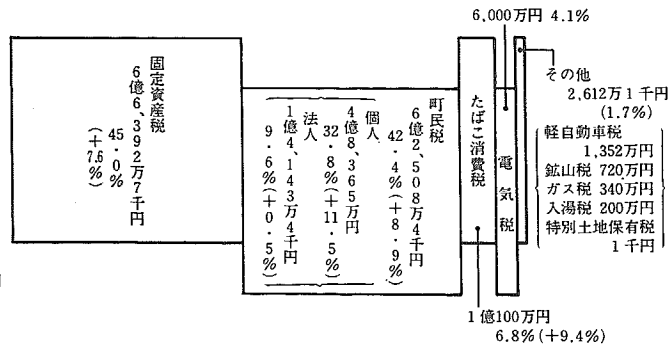 固定資産税
6億6,392万7千円
45・0%
(+7.6%)
町民税
6億2,508万4千円
42・4%(+8・9%)
個人
4億8,365万円
32・8%(+11・5%)
法人
1億4,143万4千円
9・6%(+0・5%)
たばこ消費税
1億100万円
6.8%(+9.4%)
電気税
6,000万円 4.1%
その他
2,612万1千円
(1.7%)
軽自動車税
1,352万円
鉱山税 720万円
ガス税 340万円
入湯税 200万円
特別土地保有税
1千円